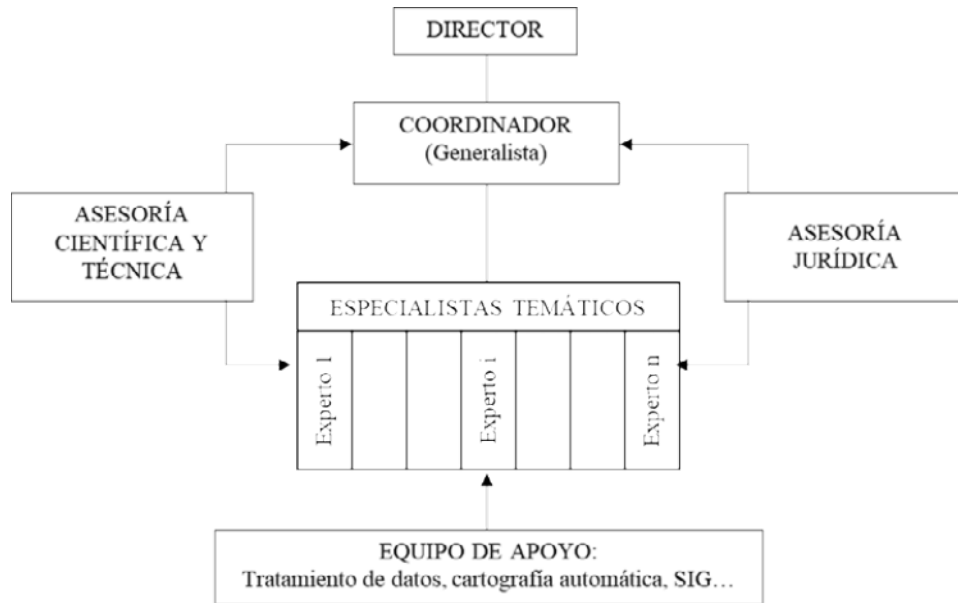 DIRECTOR
COORDINADOR
(Generalista)
ASESORÍA
CIENTÍFICA Y
TÉCNICA
ASESORÍA
JURÍDICA
ESPECIALISTAS TEMÁTICOS
Experto 1
Experto i
Experto n
EQUIPO DE APOYO:
Tratamiento de datos, cartografía automática, SIG…